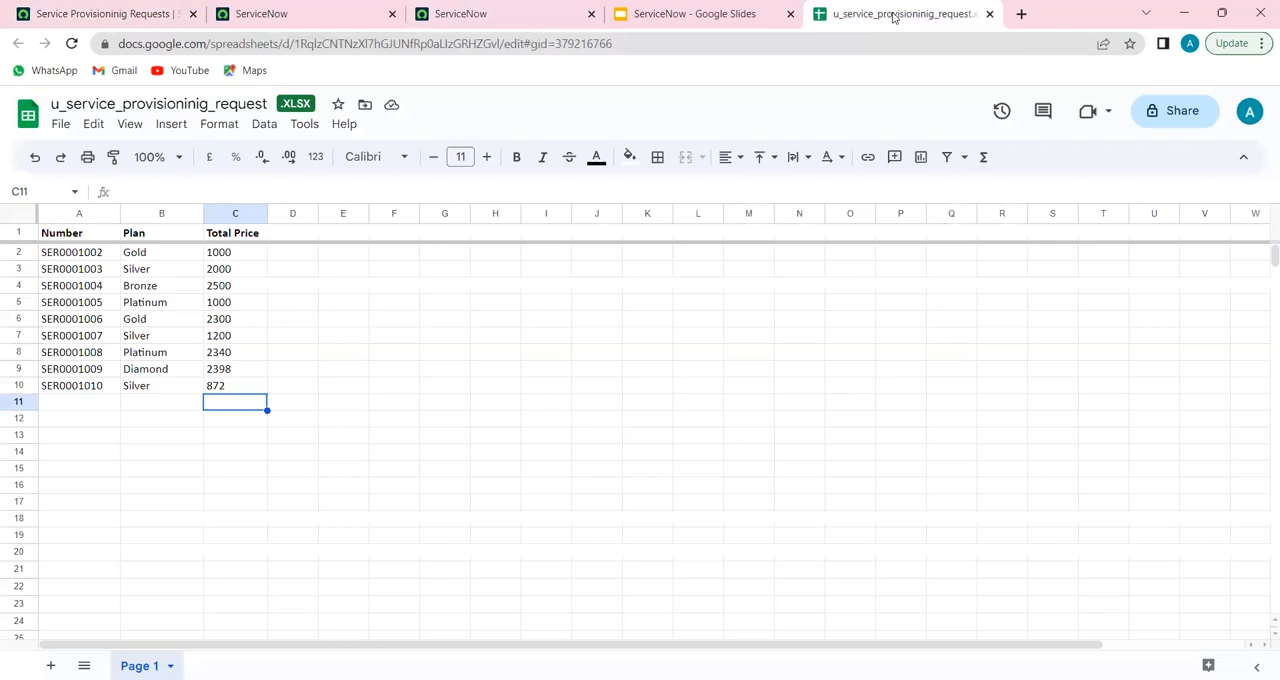 Service Provisioning Requests | S
ServiceNow
ServiceNow
ServiceNow - Google Slides
u_service_provisioninig_request.x
Update
docs.google.com/spreadsheets/d/1RqlzCNTNzXl7hGJUNfRp0aLIzGRHZGvl/edit#gid=379216766
A
WhatsApp
Gmail
YouTube
Maps
u_service_provisioninig_request
.XLSX
File Edit View Insert Format Data Tools Help
Share
A
100%
£ % .0 .00 123
Calibri
11
B I A
C11
fx
A B C D E F G H I J K L M N O P Q R S T U V W
1 Number Plan Total Price
2 SER0001002 Gold 1000
3 SER0001003 Silver 2000
4 SER0001004 Bronze 2500
5 SER0001005 Platinum 1000
6 SER0001006 Gold 2300
7 SER0001007 Silver 1200
8 SER0001008 Platinum 2340
9 SER0001009 Diamond 2398
10 SER0001010 Silver 872
11
12
13
14
15
16
17
18
19
20
21
22
23
24
Page 1